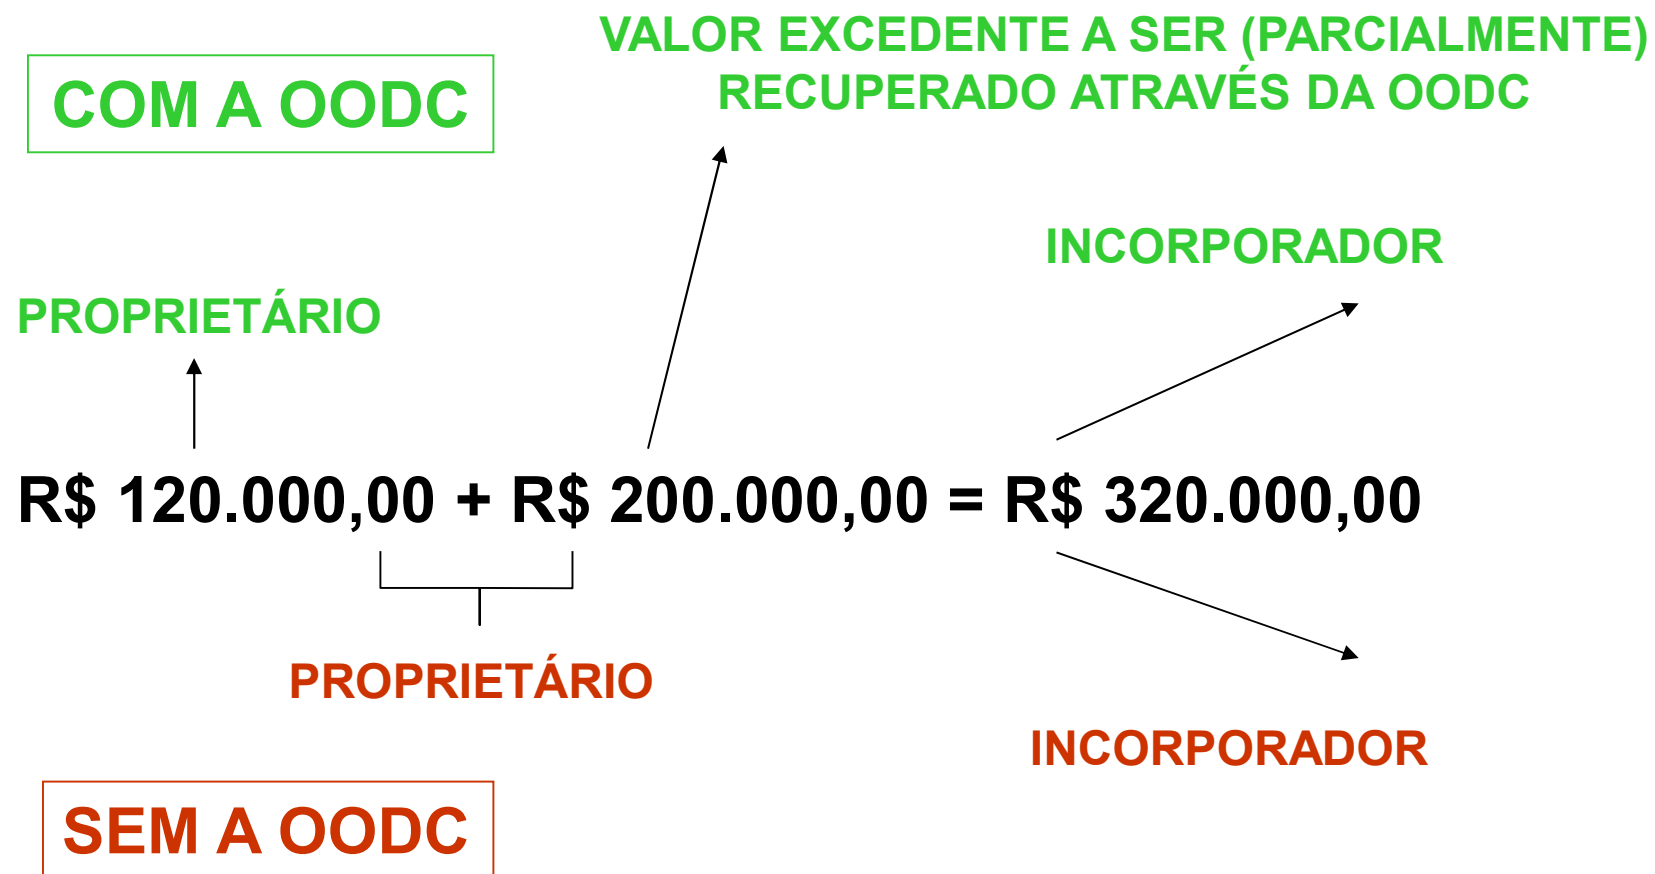 VALOR EXCEDENTE A SER (PARCIALMENTE)
RECUPERADO ATRAVÉS DA OODC
COM A OODC
INCORPORADOR
PROPRIETÁRIO
R$ 120.000,00 + R$ 200.000,00 = R$ 320.000,00
PROPRIETÁRIO
INCORPORADOR
SEM A OODC